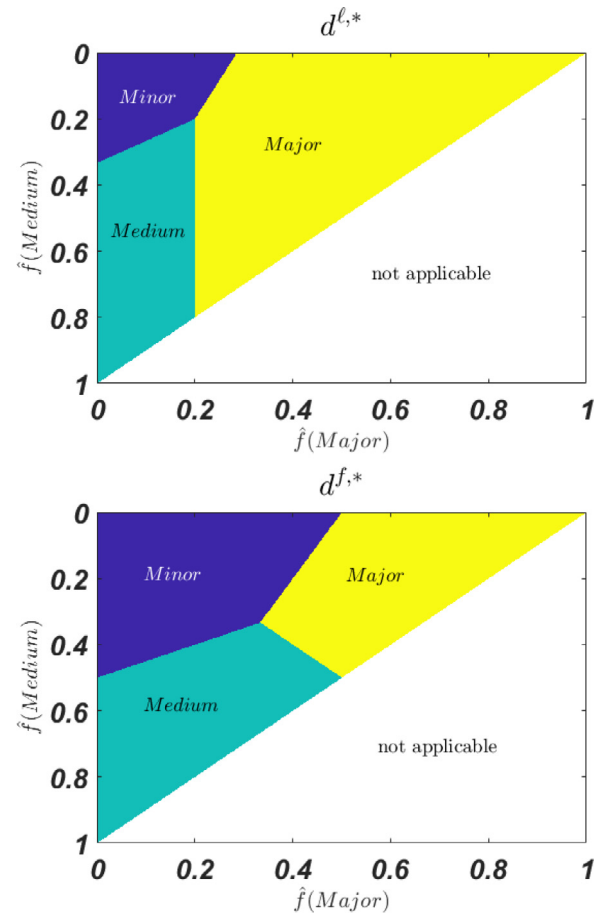 d^{ℓ,*}
0
Minor
0.2
Major
0.4
Medium
0.6
not applicable
0.8
1
f̂(Medium)
0 0.2 0.4 0.6 0.8 1
f̂(Major)
d^{f,*}
0
Minor
Major
0.2
0.4
Medium
0.6
not applicable
0.8
1
f̂(Medium)
0 0.2 0.4 0.6 0.8 1
f̂(Major)